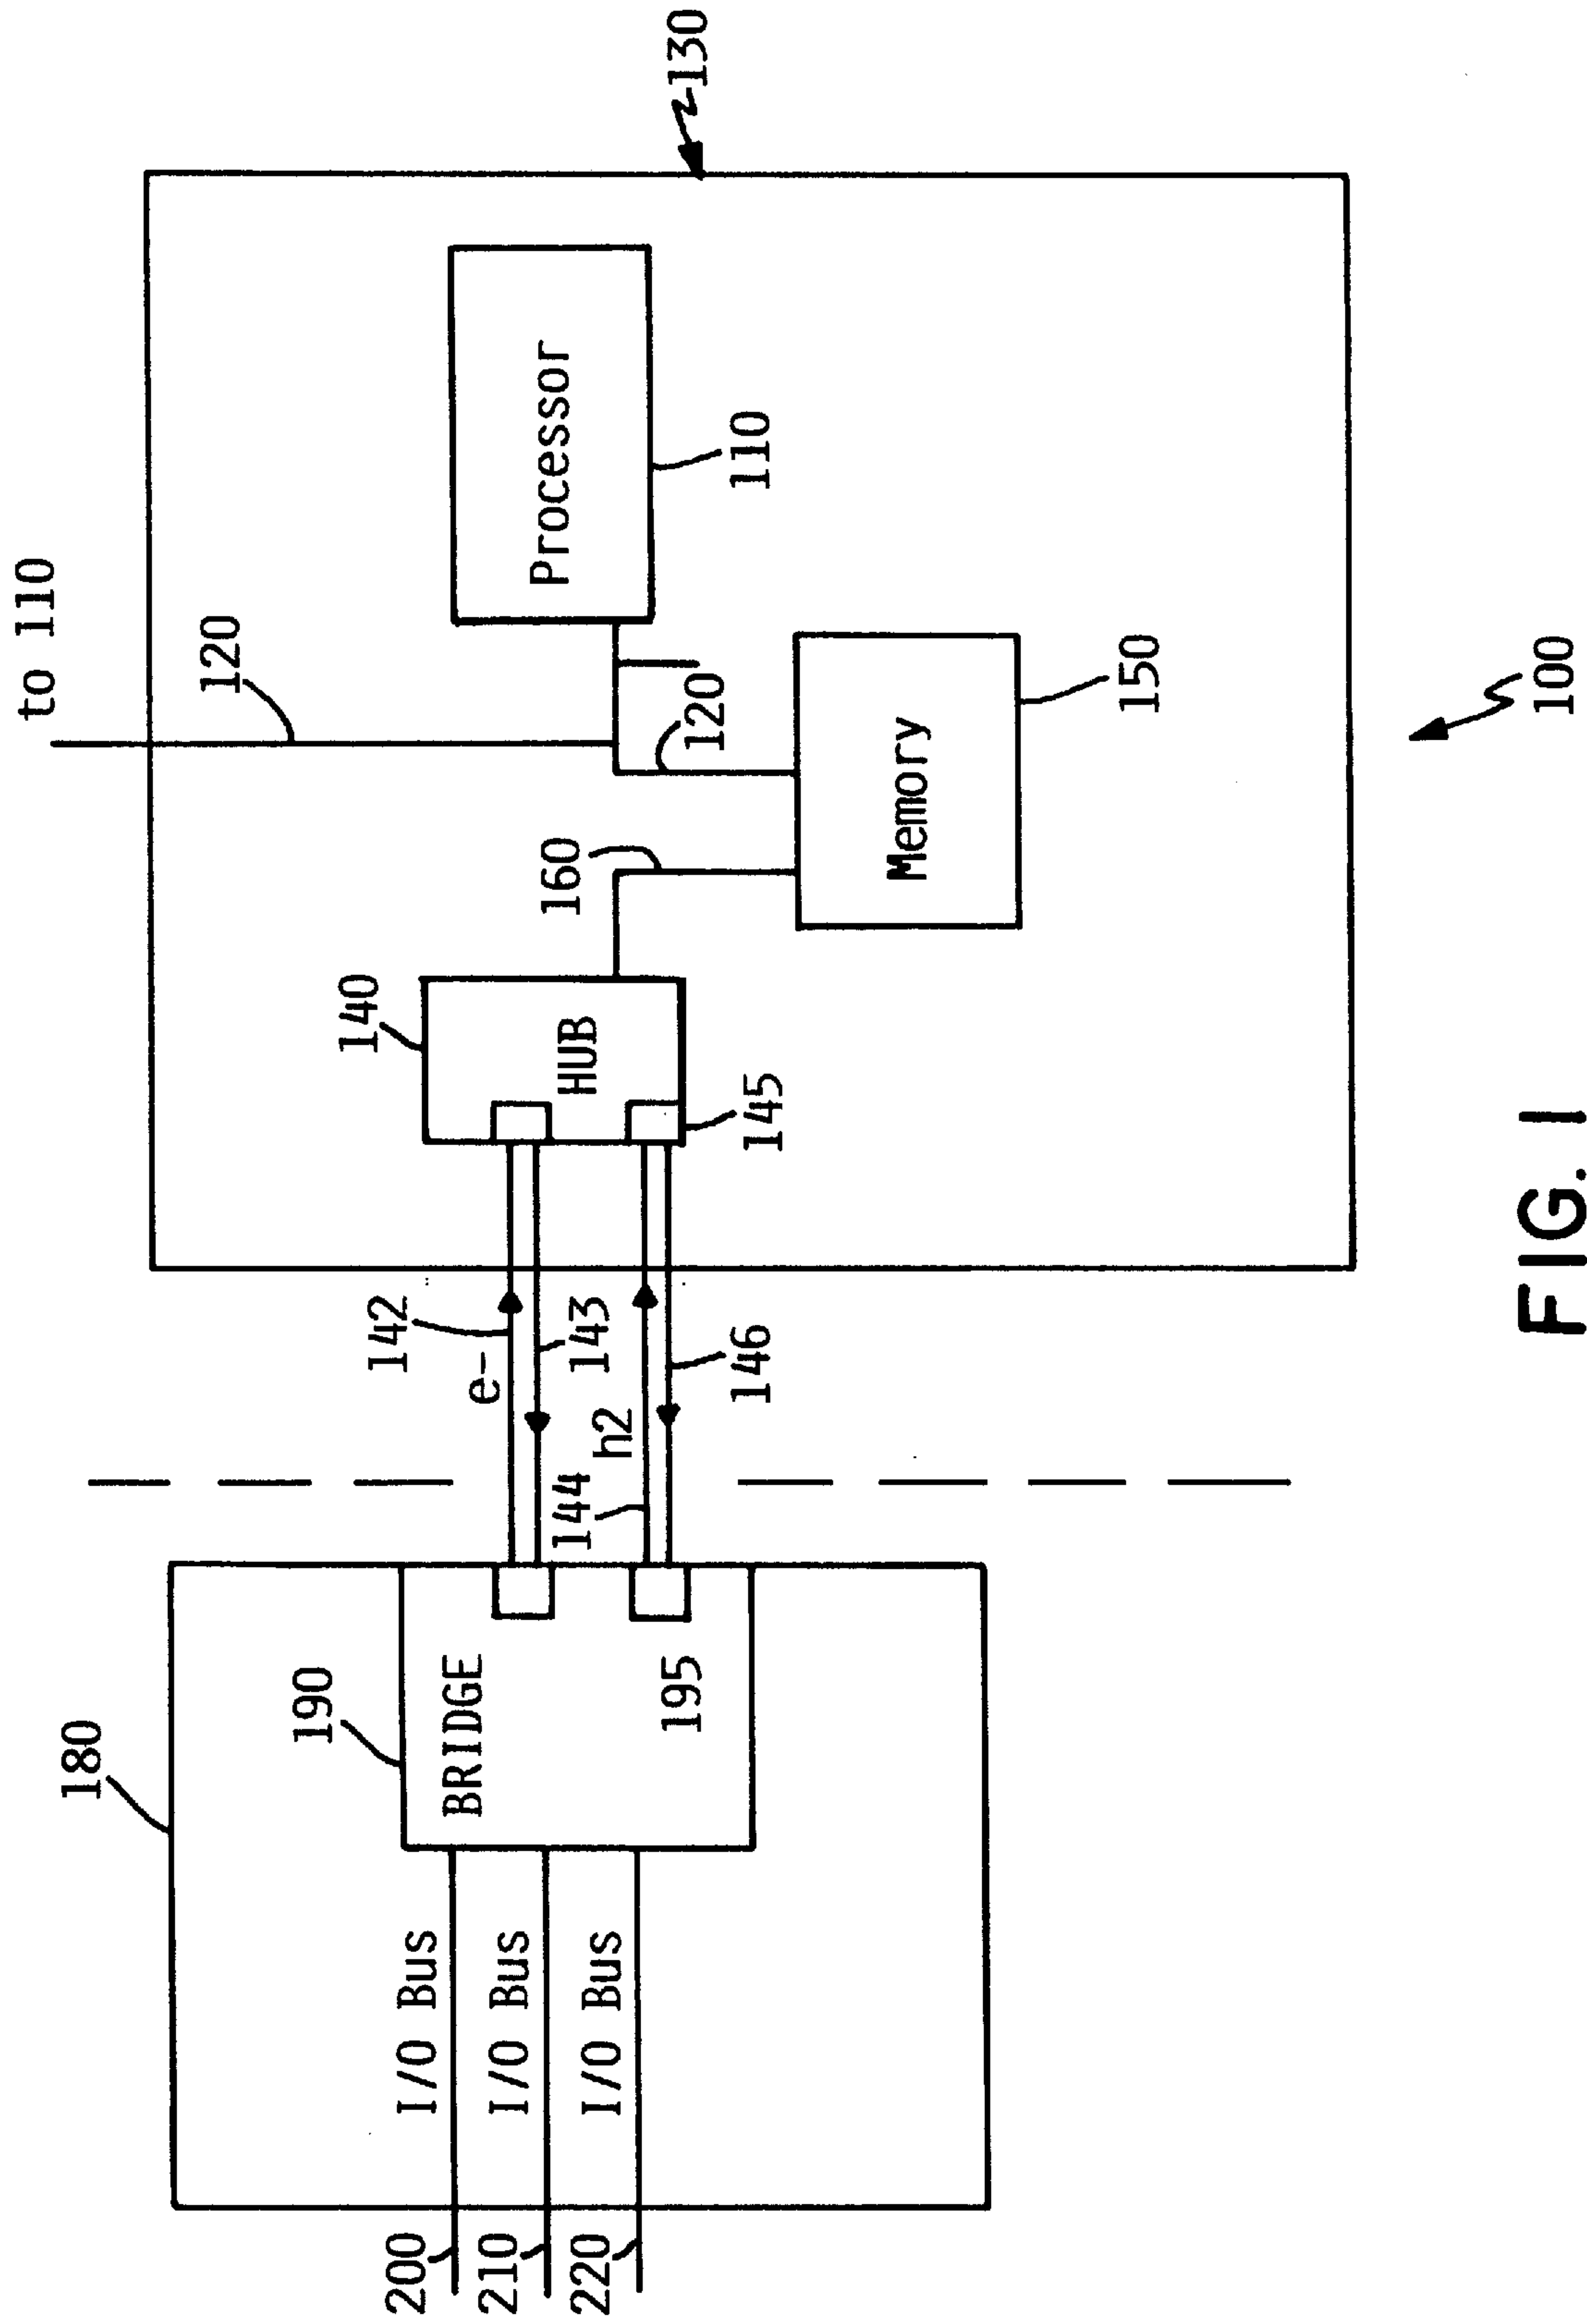 to 110
120
130
Processor
110
120
160
Memory
150
140
HUB
145
100
142
e-
143
144
h2
146
180
190
BRIDGE
195
I/O Bus
I/O Bus
I/O Bus
200
210
220
FIG. 1